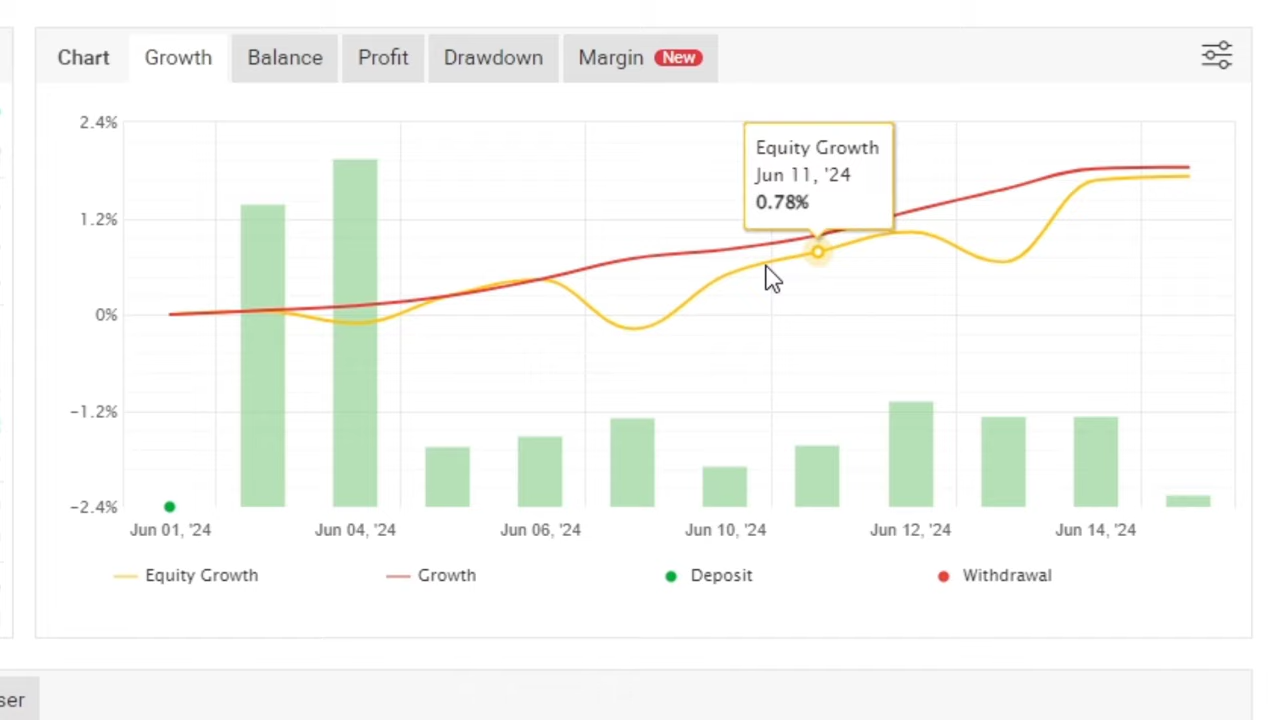 Chart Growth Balance Profit Drawdown Margin New
2.4%
1.2%
0%
-1.2%
-2.4%
Equity Growth
Jun 11, '24
0.78%
Jun 01, '24 Jun 04, '24 Jun 06, '24 Jun 10, '24 Jun 12, '24 Jun 14, '24
Equity Growth Growth Deposit Withdrawal